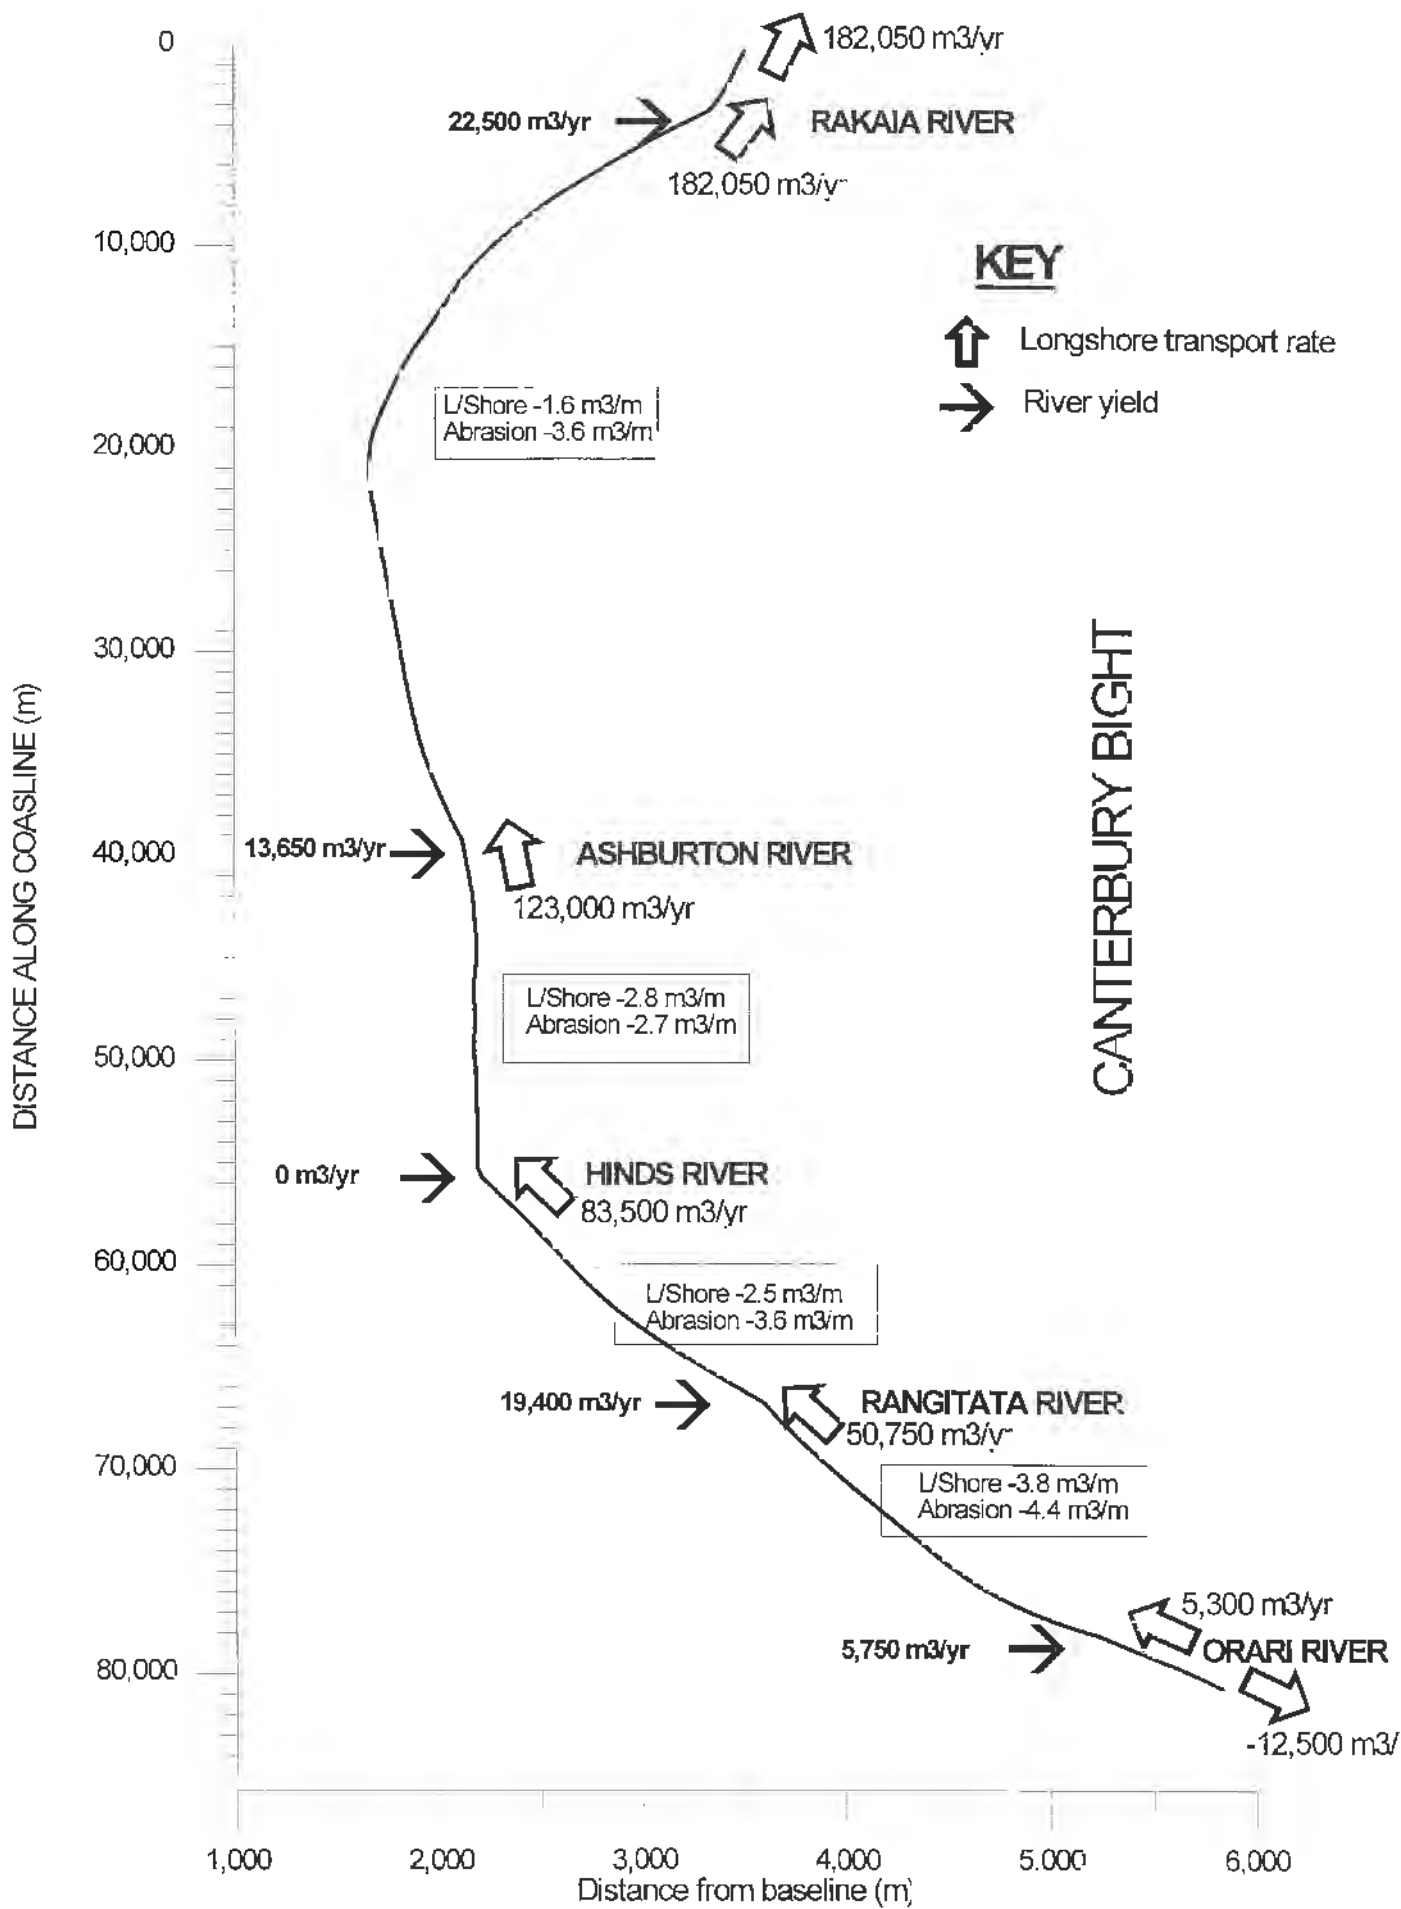 0
182,050 m3/yr
22,500 m3/yr
RAKAIA RIVER
182,050 m3/yr
10,000
KEY
Longshore transport rate
River yield
L/Shore -1.6 m3/m
Abrasion -3.6 m3/m
20,000
30,000
DISTANCE ALONG COASLINE (m)
CANTERBURY BIGHT
13,650 m3/yr
40,000
ASHBURTON RIVER
123,000 m3/yr
L/Shore -2.8 m3/m
Abrasion -2.7 m3/m
50,000
0 m3/yr
HINDS RIVER
83,500 m3/yr
60,000
L/Shore -2.5 m3/m
Abrasion -3.6 m3/m
19,400 m3/yr
RANGITATA RIVER
50,750 m3/yr
70,000
L/Shore -3.8 m3/m
Abrasion -4.4 m3/m
5,300 m3/yr
5,750 m3/yr
ORARI RIVER
80,000
-12,500 m3/
1,000 2,000 3,000 4,000 5.000 6,000
Distance from baseline (m)